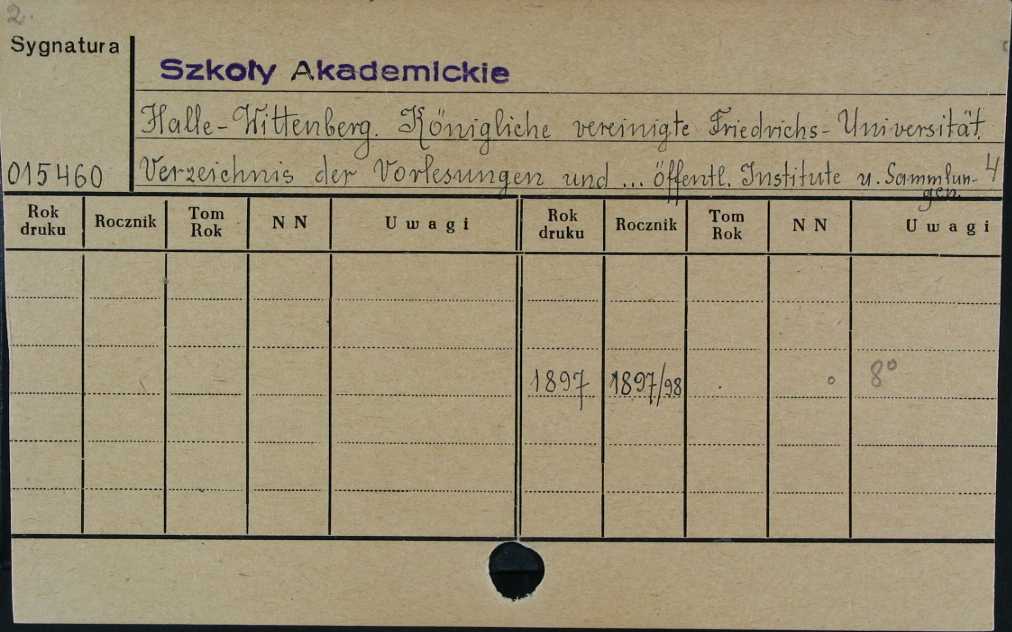 2.
Sygnatura
Szkoły Akademickie
Halle-Wittenberg. Königliche vereinigte Friedrichs-Universität.
015460
Verzeichnis der Vorlesungen und ... öffentl. Institute u. Sammlun- 4
gen.
Rok druku Rocznik Tom Rok N N Uwagi Rok druku Rocznik Tom Rok N N Uwagi
1897 1897/98 8°